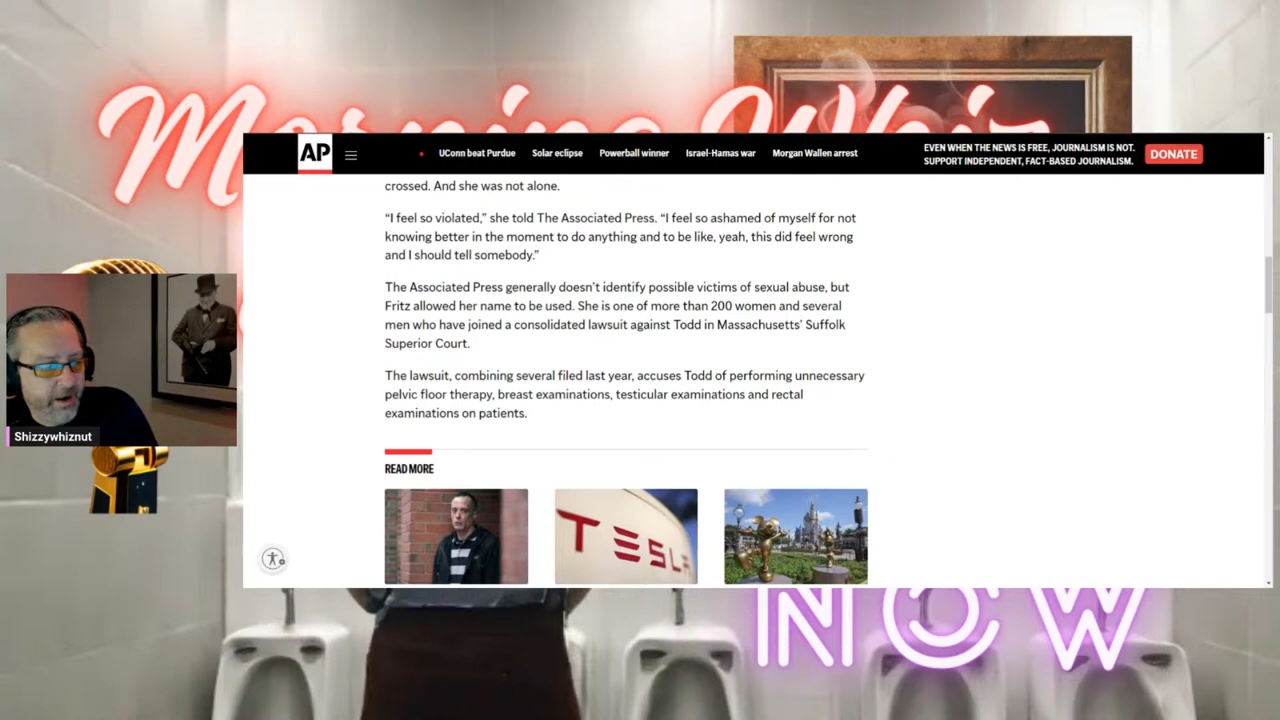 Morning Whiz
AP
UConn beat Purdue
Solar eclipse
Powerball winner
Israel-Hamas war
Morgan Wallen arrest
EVEN WHEN THE NEWS IS FREE, JOURNALISM IS NOT.
SUPPORT INDEPENDENT, FACT-BASED JOURNALISM.
DONATE
crossed. And she was not alone.
“I feel so violated,” she told The Associated Press. “I feel so ashamed of myself for not
knowing better in the moment to do anything and to be like, yeah, this did feel wrong
and I should tell somebody.”
The Associated Press generally doesn’t identify possible victims of sexual abuse, but
Fritz allowed her name to be used. She is one of more than 200 women and several
men who have joined a consolidated lawsuit against Todd in Massachusetts’ Suffolk
Superior Court.
The lawsuit, combining several filed last year, accuses Todd of performing unnecessary
pelvic floor therapy, breast examinations, testicular examinations and rectal
examinations on patients.
READ MORE
TESLA
Shizzywhiznut
NOW